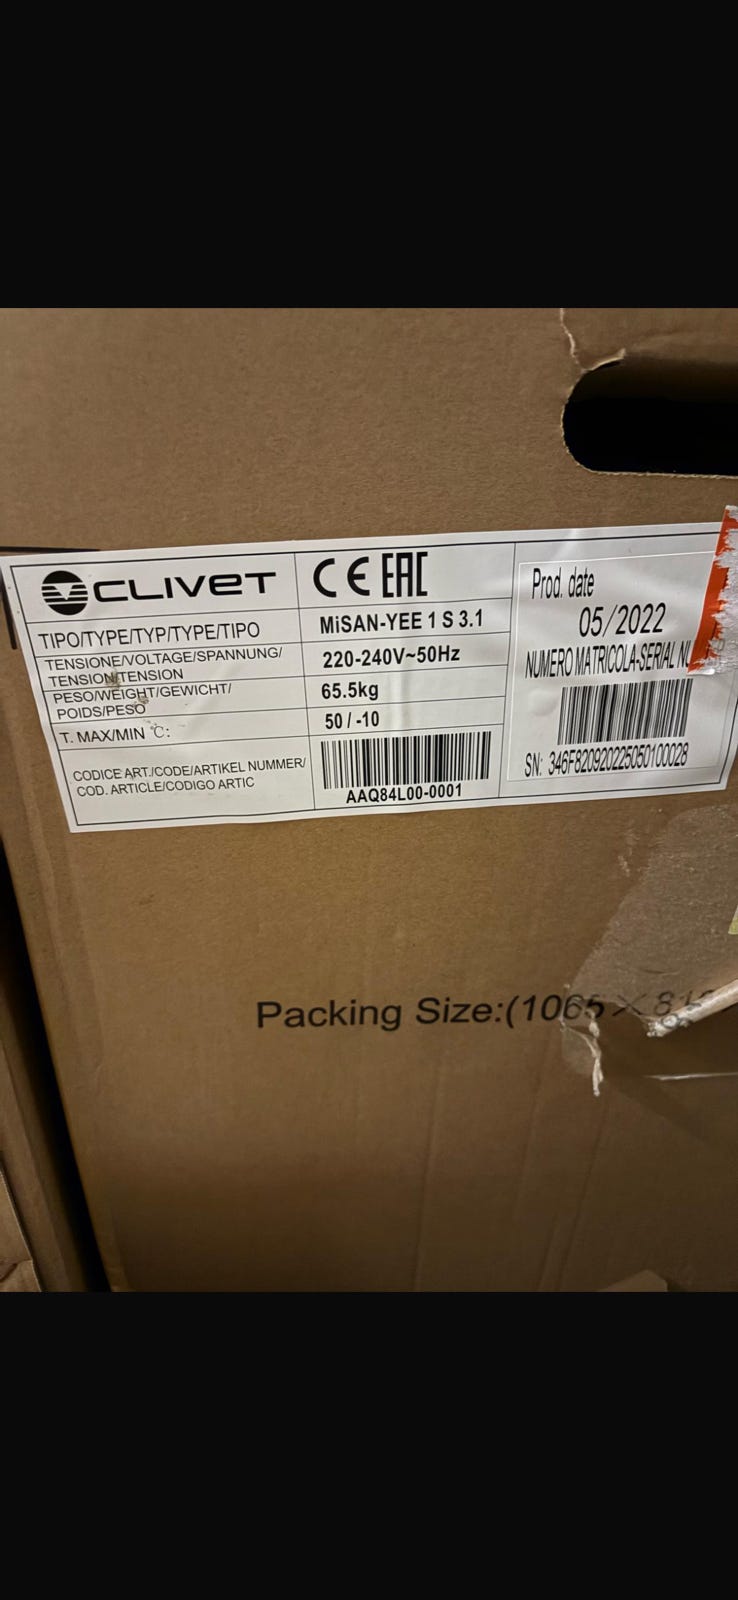 CLIVET
CE EAC
TIPO/TYPE/TYP/TYPE/TIPO
MiSAN-YEE 1 S 3.1
TENSIONE/VOLTAGE/SPANNUNG/
TENSION/TENSION
220-240V~50Hz
PESO/WEIGHT/GEWICHT/
POIDS/PESO
65.5kg
T. MAX/MIN ℃:
50 / -10
CODICE ART./CODE/ARTIKEL NUMMER/
COD. ARTICLE/CODIGO ARTIC
AAQ84L00-0001
Prod. date
05/2022
NUMERO MATRICOLA-SERIAL
SN: 346F820920225050100028
Packing Size:(1065×